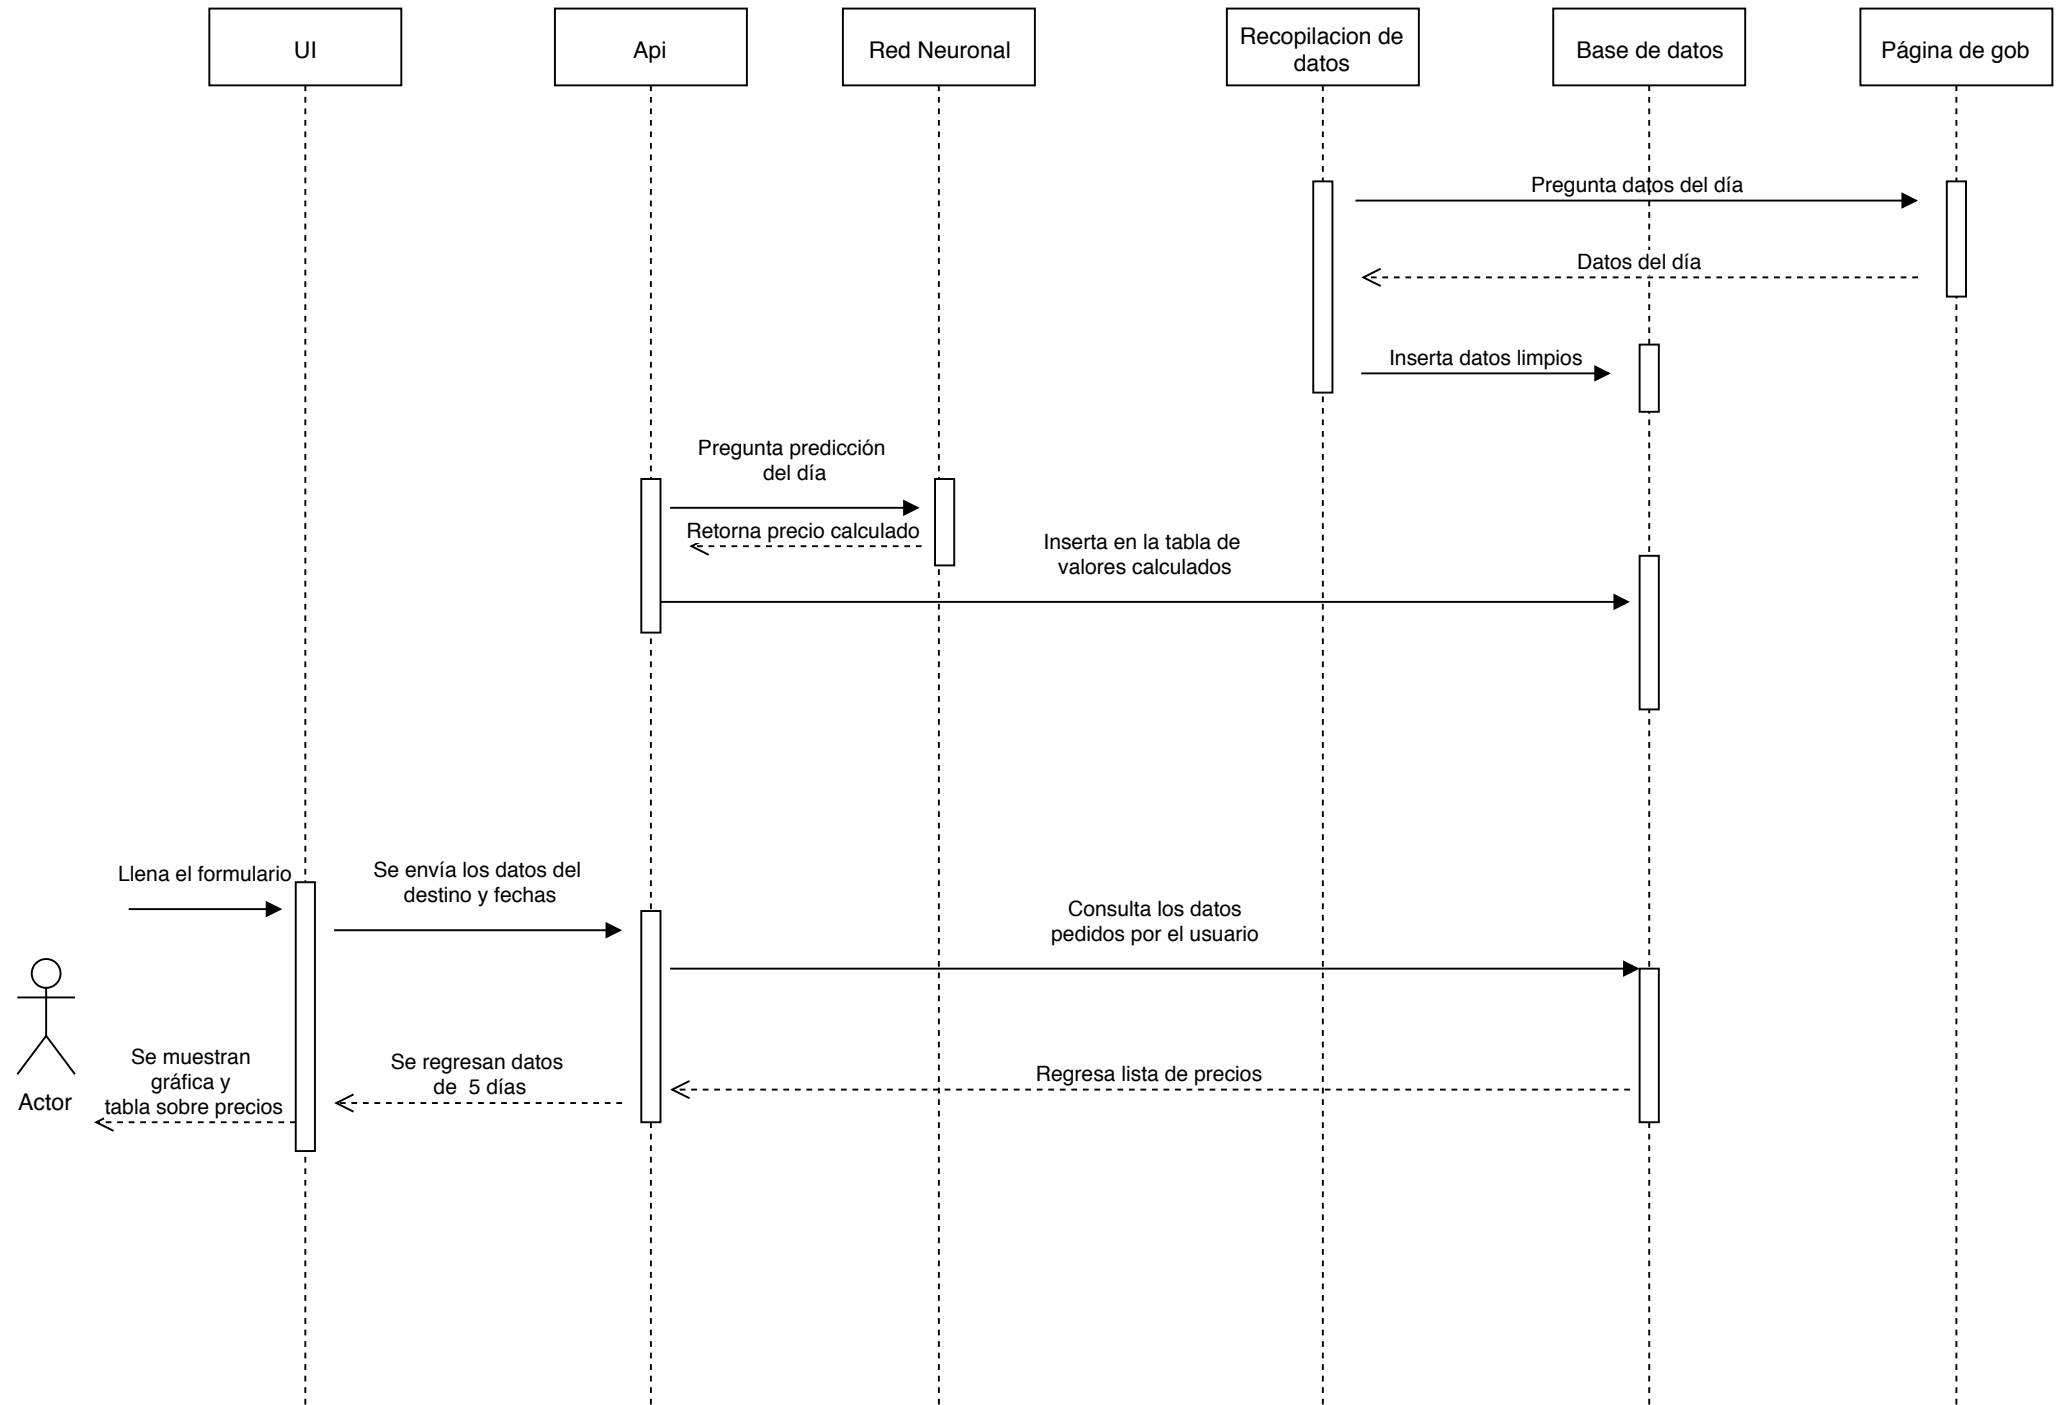 UI
Api
Red Neuronal
Recopilacion de
datos
Base de datos
Página de gob
Pregunta datos del día
Datos del día
Inserta datos limpios
Pregunta predicción
del día
Retorna precio calculado
Inserta en la tabla de
valores calculados
Llena el formulario
Se envía los datos del
destino y fechas
Consulta los datos
pedidos por el usuario
Actor
Se muestran
gráfica y
tabla sobre precios
Se regresan datos
de 5 días
Regresa lista de precios